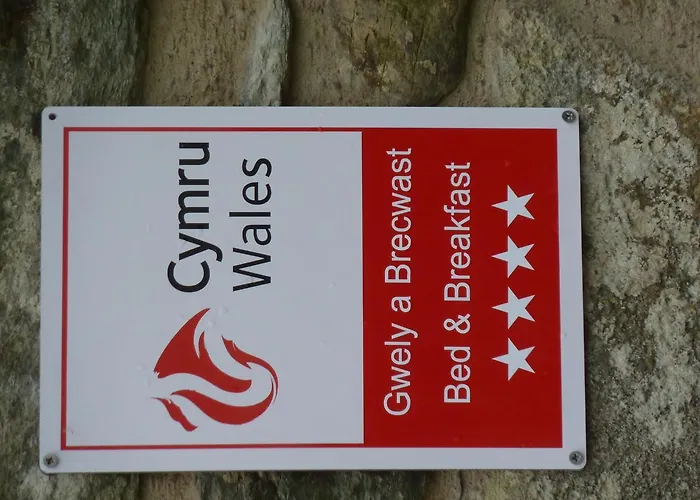 Cymru
Wales
Gwely a Brecwast
Bed & Breakfast